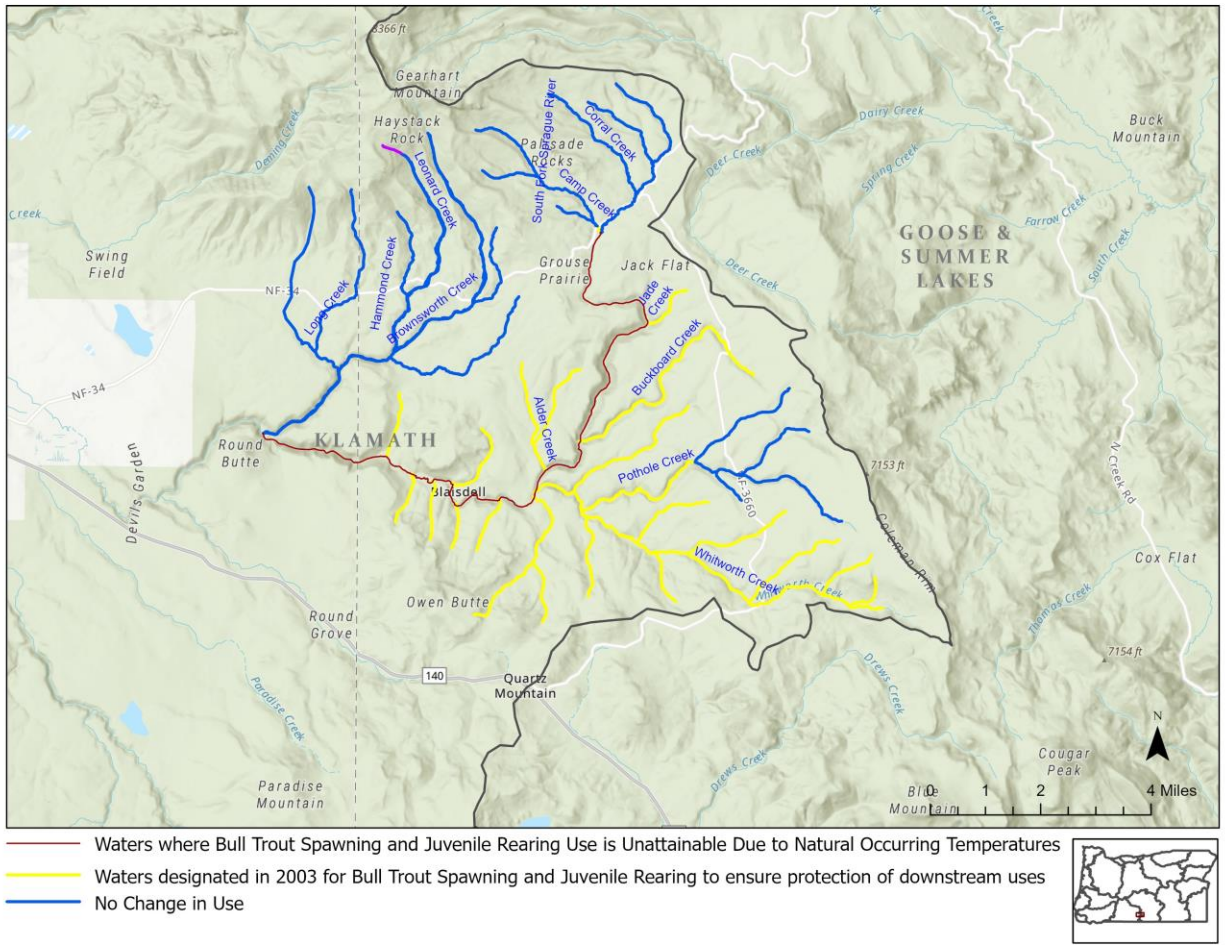 8366 ft
Gearhart
Mountain
Haystack
Rock
Deming Creek
Leonard Creek
South Fork Sprague River
Palisade
Rocks
Corral Creek
Camp Creek
Creek
Creek
Creek
Dairy Creek
Buck
Mountain
Deer Creek
Spring Creek
Farrow Creek
GOOSE &
SUMMER
LAKES
South Creek
Creek
Swing
Field
NF-34
Long Creek
Hammond Creek
Brownsworth Creek
Grouse
Prairie
Jack Flat
Deer Creek
Jade
Creek
Buckboard Creek
NF-34
Alder Creek
KLAMATH
Round
Butte
Devils Garden
Blaisdell
Pothole Creek
NF-3660
7153 ft
Coleman Rim
N Creek Rd
Whitworth Creek
Whitworth Creek
Cox Flat
Thomas Creek
Owen Butte
Round
Grove
140
Quartz
Mountain
7154 ft
Drews Creek
Paradise Creek
Drews Creek
Paradise
Mountain
Cougar
Peak
Blue
Mountain
N
0 1 2 4 Miles
Waters where Bull Trout Spawning and Juvenile Rearing Use is Unattainable Due to Natural Occurring Temperatures
Waters designated in 2003 for Bull Trout Spawning and Juvenile Rearing to ensure protection of downstream uses
No Change in Use